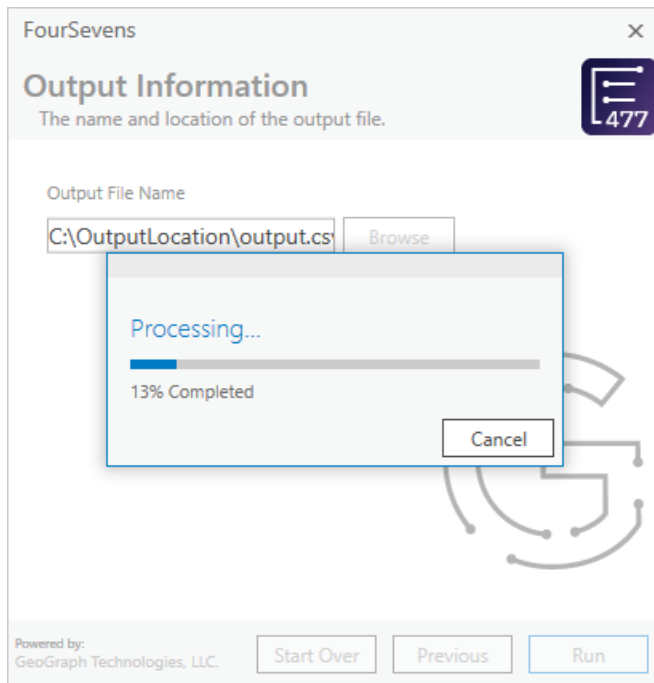 FourSevens
Output Information
The name and location of the output file.
477
Output File Name
C:\OutputLocation\output.csv
Browse
Processing...
13% Completed
Cancel
Powered by:
GeoGraph Technologies, LLC.
Start Over
Previous
Run